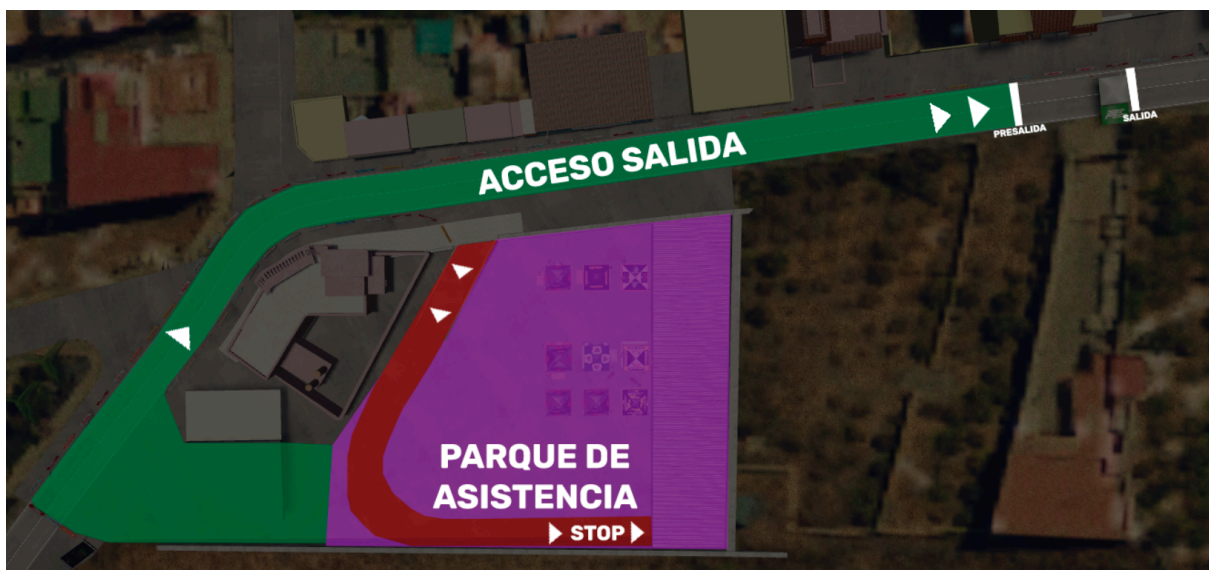 ACCESO SALIDA
PRESALIDA
SALIDA
PARQUE DE
ASISTENCIA
STOP